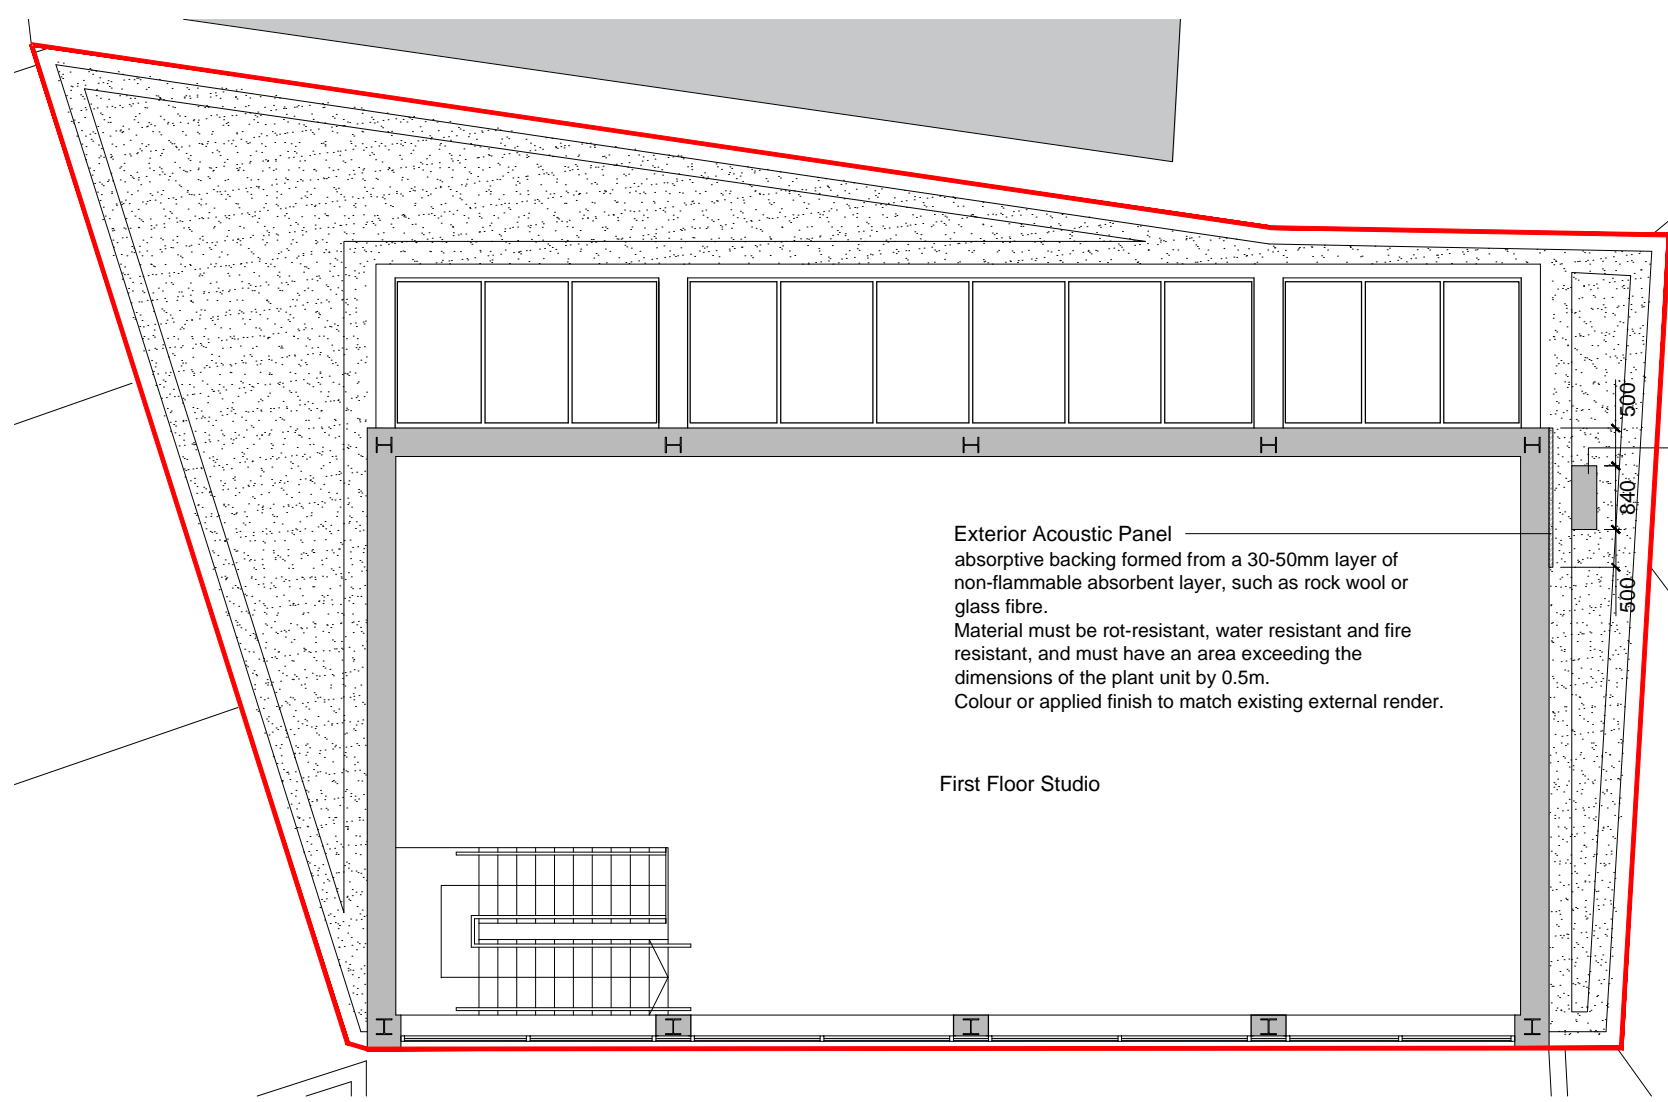 500
Exterior Acoustic Panel
absorptive backing formed from a 30-50mm layer of
non-flammable absorbent layer, such as rock wool or
glass fibre.
Material must be rot-resistant, water resistant and fire
resistant, and must have an area exceeding the
dimensions of the plant unit by 0.5m.
Colour or applied finish to match existing external render.
840
500
First Floor Studio